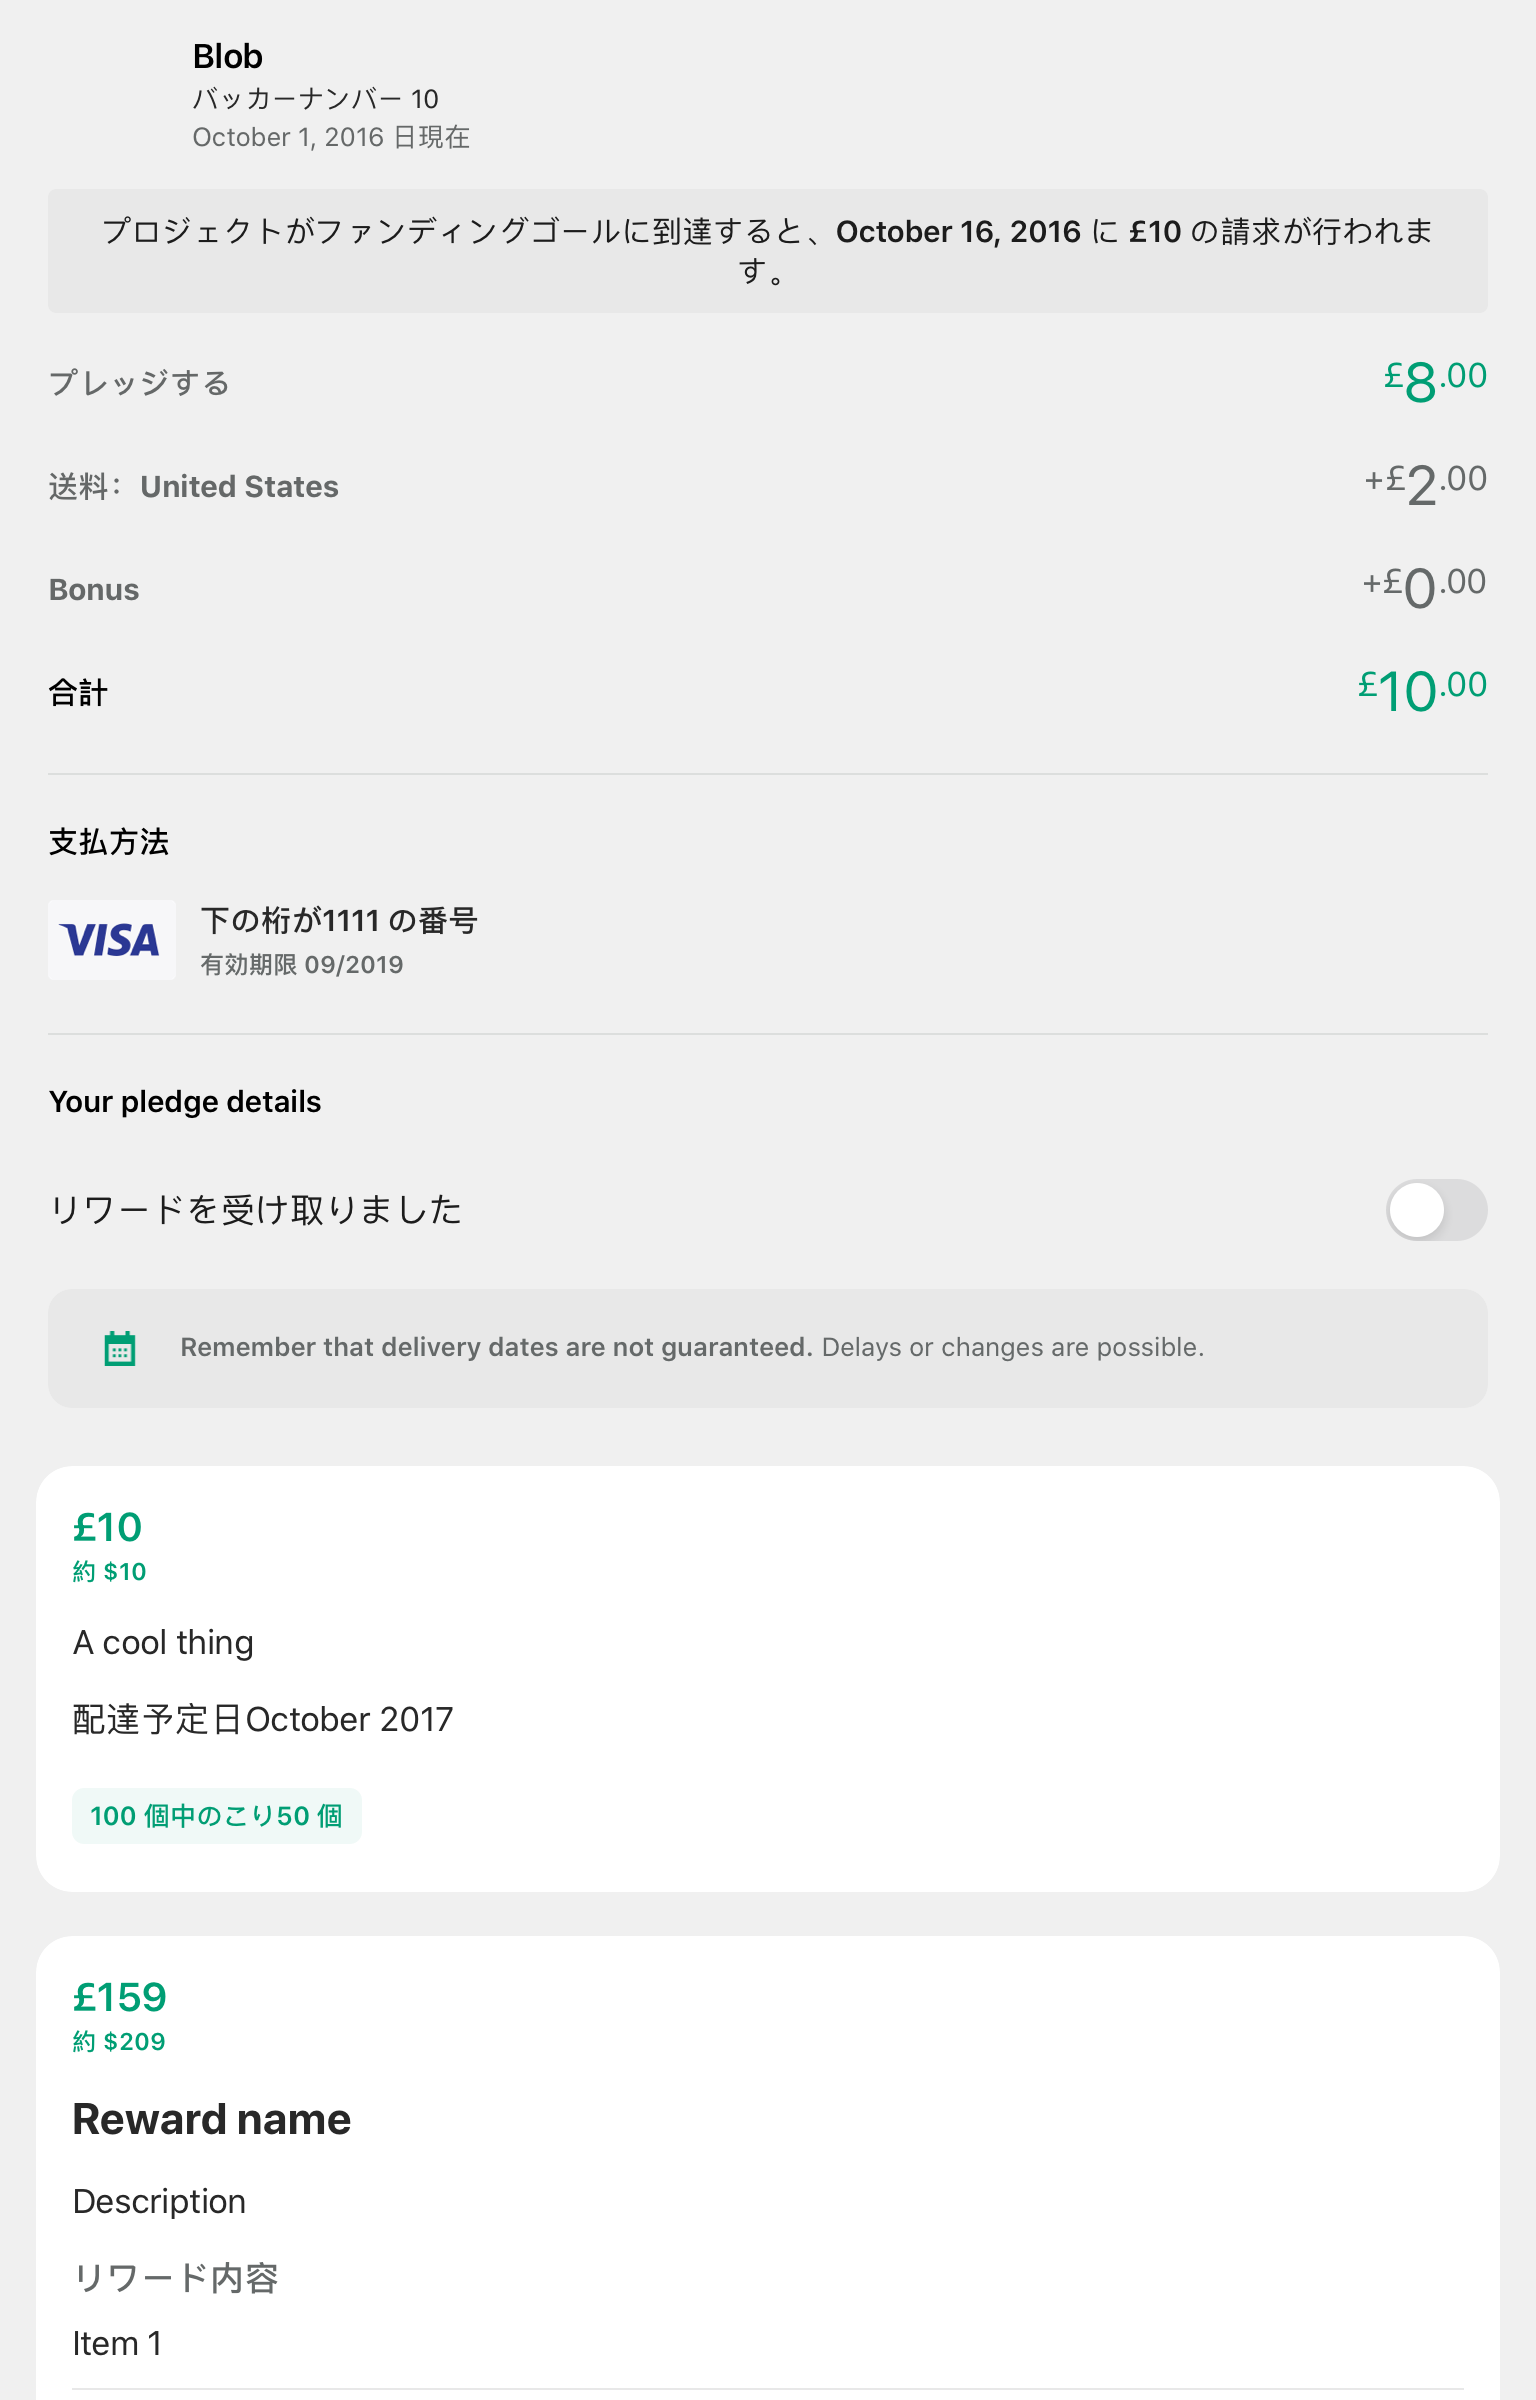 Blob
バッカーナンバー 10
October 1, 2016 日現在
プロジェクトがファンディングゴールに到達すると、October 16, 2016 に £10 の請求が行われま
す。
プレッジする £8.00
送料： United States +£2.00
Bonus +£0.00
合計 £10.00
支払方法
VISA 下の桁が1111 の番号
有効期限 09/2019
Your pledge details
リワードを受け取りました
Remember that delivery dates are not guaranteed. Delays or changes are possible.
£10
約 $10
A cool thing
配達予定日October 2017
100 個中のこり50 個
£159
約 $209
Reward name
Description
リワード内容
Item 1